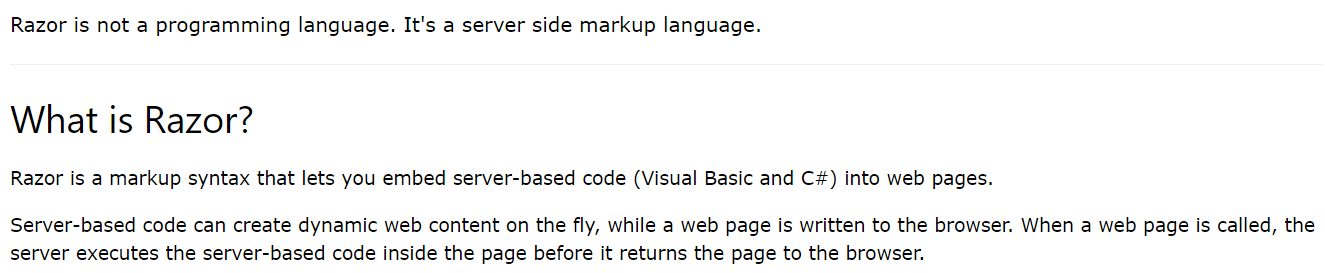 Razor is not a programming language. It's a server side markup language.
What is Razor?
Razor is a markup syntax that lets you embed server-based code (Visual Basic and C#) into web pages.
Server-based code can create dynamic web content on the fly, while a web page is written to the browser. When a web page is called, the
server executes the server-based code inside the page before it returns the page to the browser.